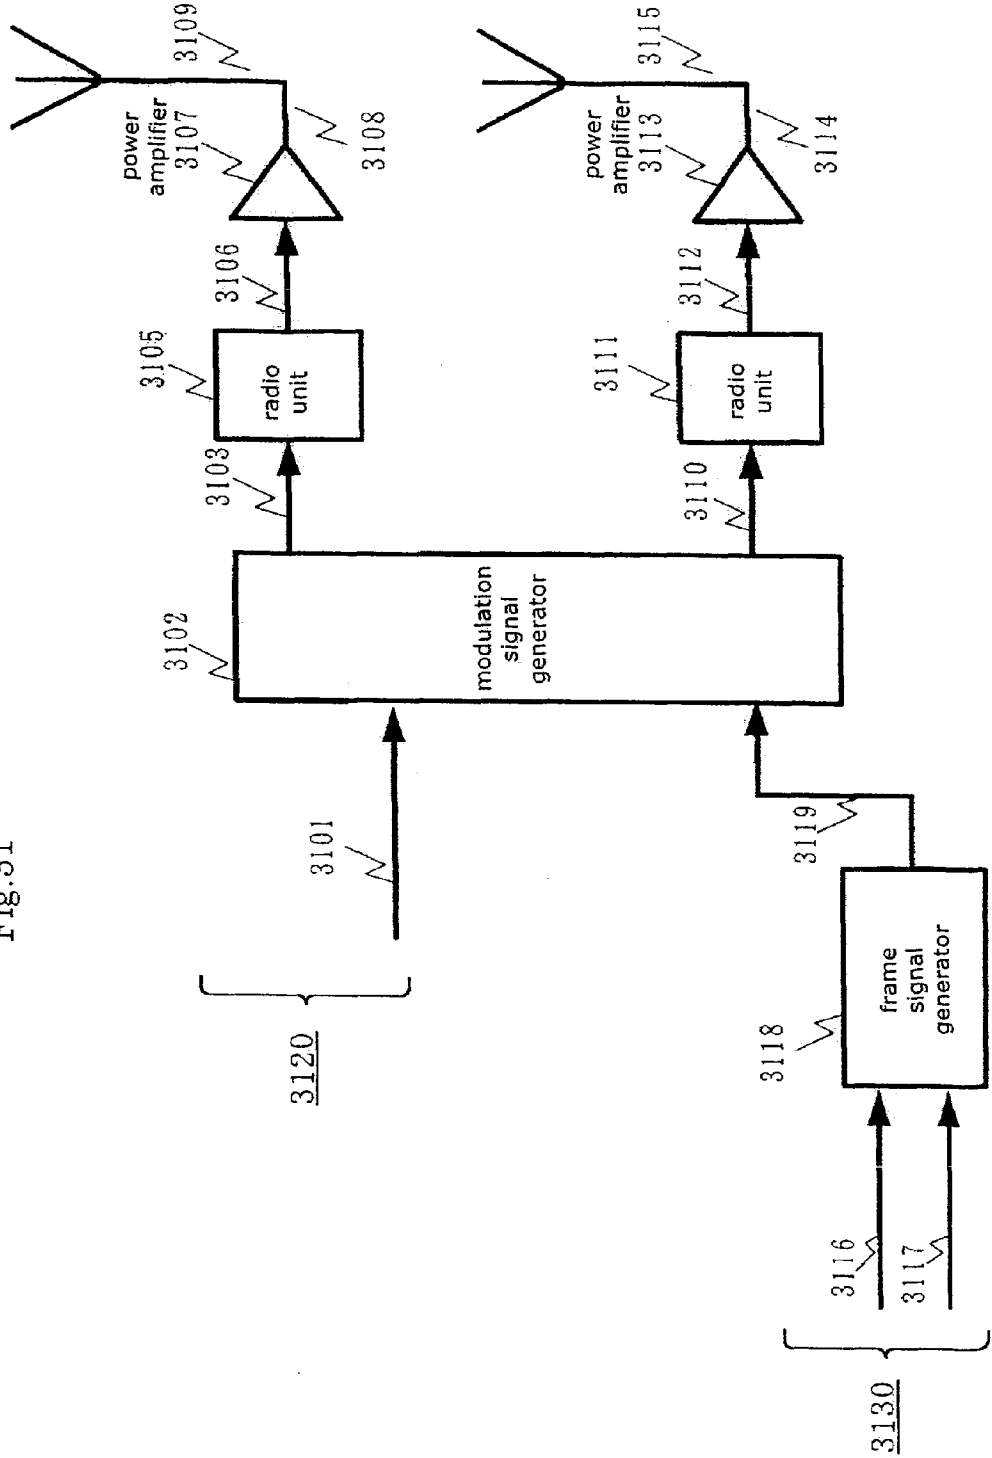 Fig.31
3120
3101
3102
modulation
signal
generator
3103
3105
radio
unit
3106
power
amplifier
3107
3108
3109
3110
3111
radio
unit
3112
power
amplifier
3113
3114
3115
3130
3116
3117
3118
frame
signal
generator
3119